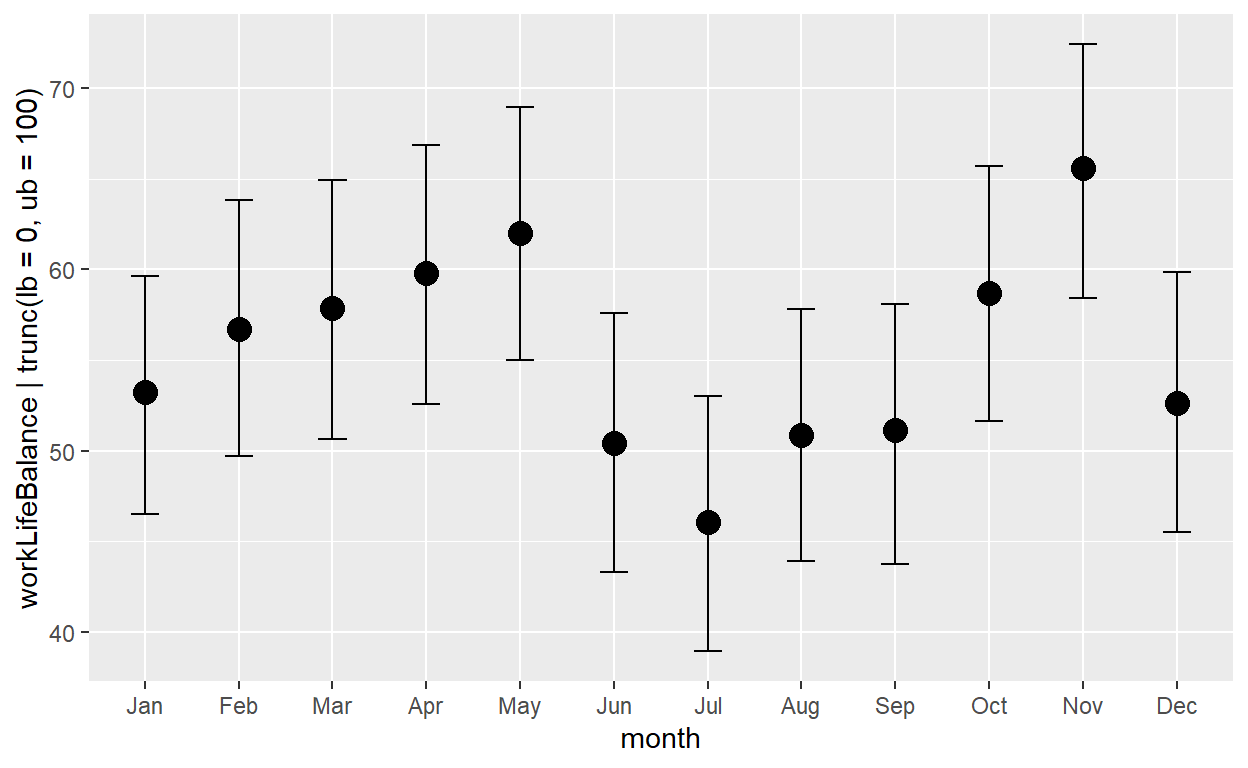 workLifeBalance | trunc(lb = 0, ub = 100)
70
60
50
40
Jan Feb Mar Apr May Jun Jul Aug Sep Oct Nov Dec
month